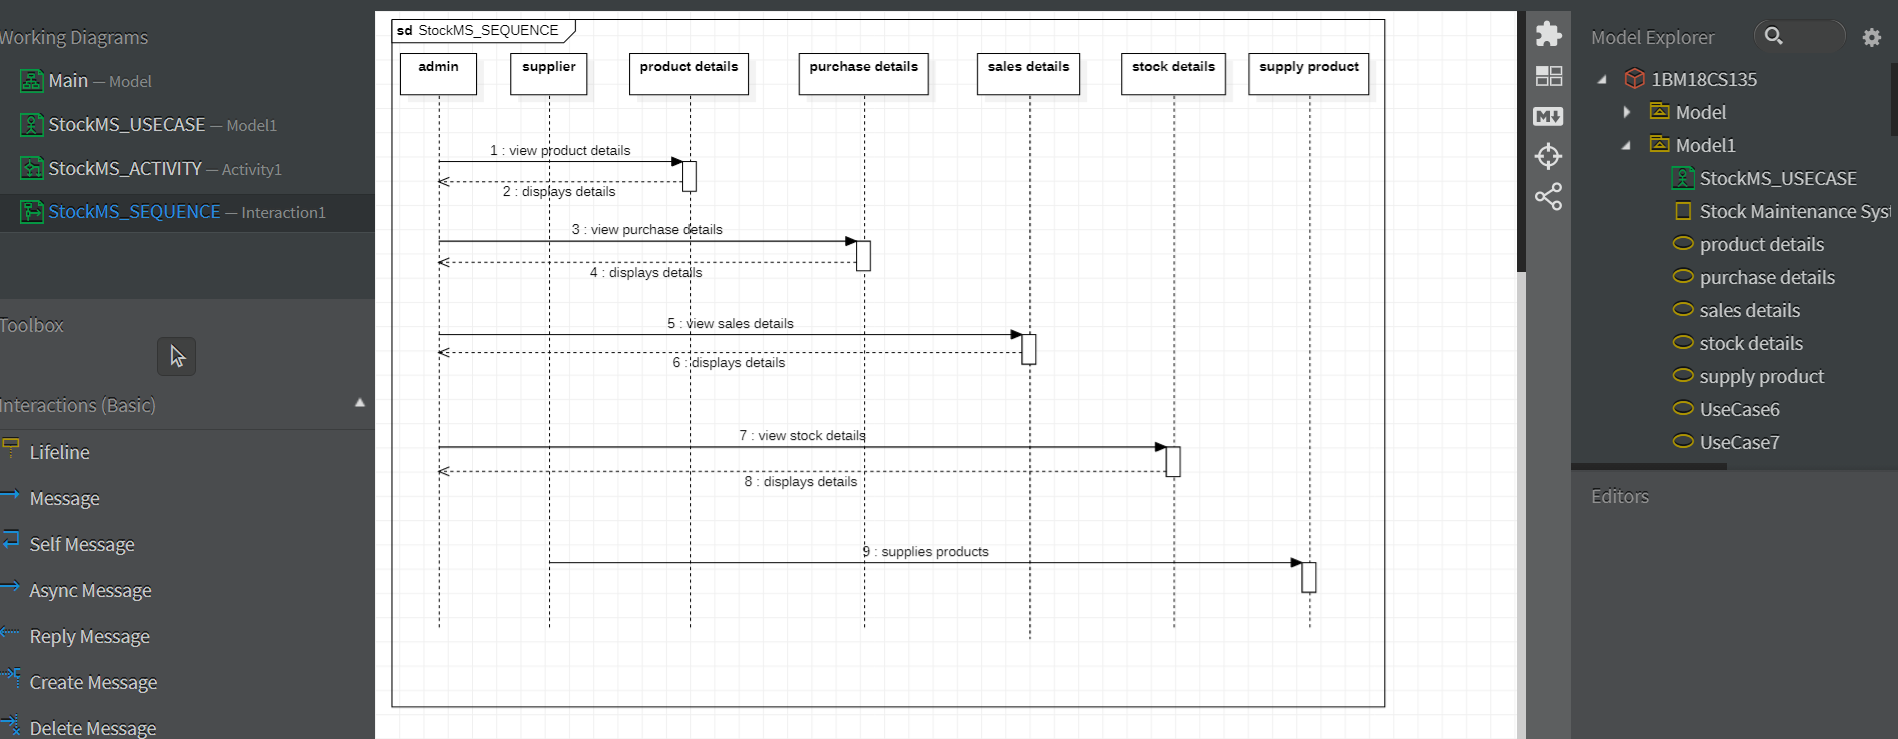 Working Diagrams
Main — Model
StockMS_USECASE — Model1
StockMS_ACTIVITY — Activity1
StockMS_SEQUENCE — Interaction1
Toolbox
Interactions (Basic)
Lifeline
Message
Self Message
Async Message
Reply Message
Create Message
Delete Message
sd StockMS_SEQUENCE
admin
supplier
product details
purchase details
sales details
stock details
supply product
1 : view product details
2 : displays details
3 : view purchase details
4 : displays details
5 : view sales details
6 : displays details
7 : view stock details
8 : displays details
9 : supplies products
M
Model Explorer
1BM18CS135
Model
Model1
StockMS_USECASE
Stock Maintenance Syst
product details
purchase details
sales details
stock details
supply product
UseCase6
UseCase7
Editors